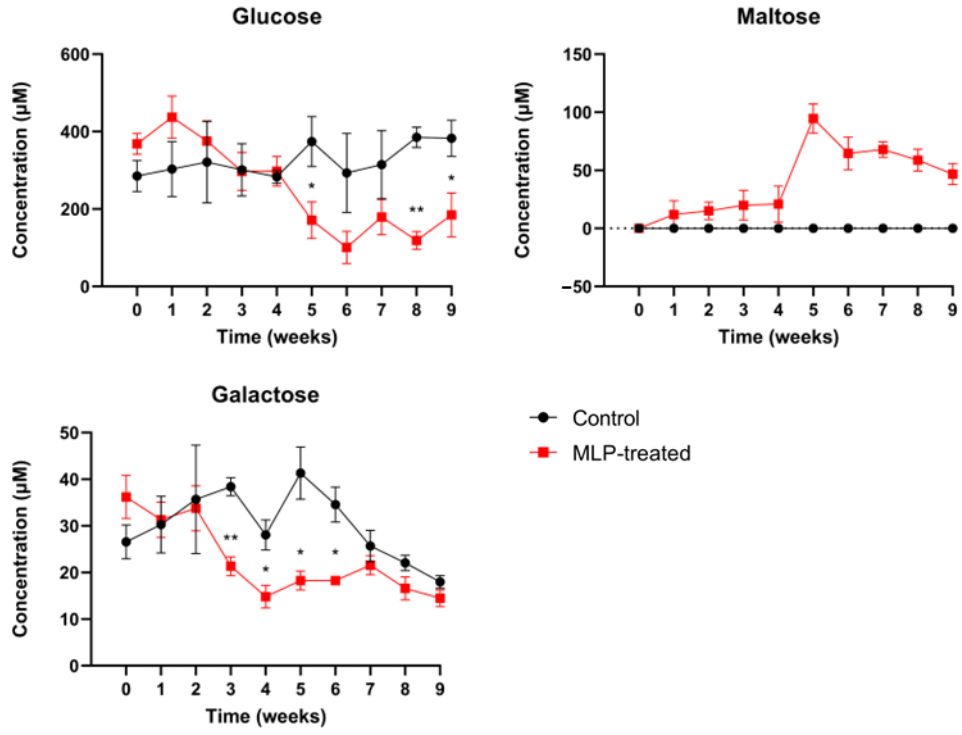 Glucose
Concentration (µM)
600
400
200
0
*
**
*
0 1 2 3 4 5 6 7 8 9
Time (weeks)
Maltose
Concentration (µM)
150
100
50
0
−50
0 1 2 3 4 5 6 7 8 9
Time (weeks)
Galactose
Concentration (µM)
50
40
30
20
10
0
**
*
*
*
0 1 2 3 4 5 6 7 8 9
Time (weeks)
Control
MLP-treated